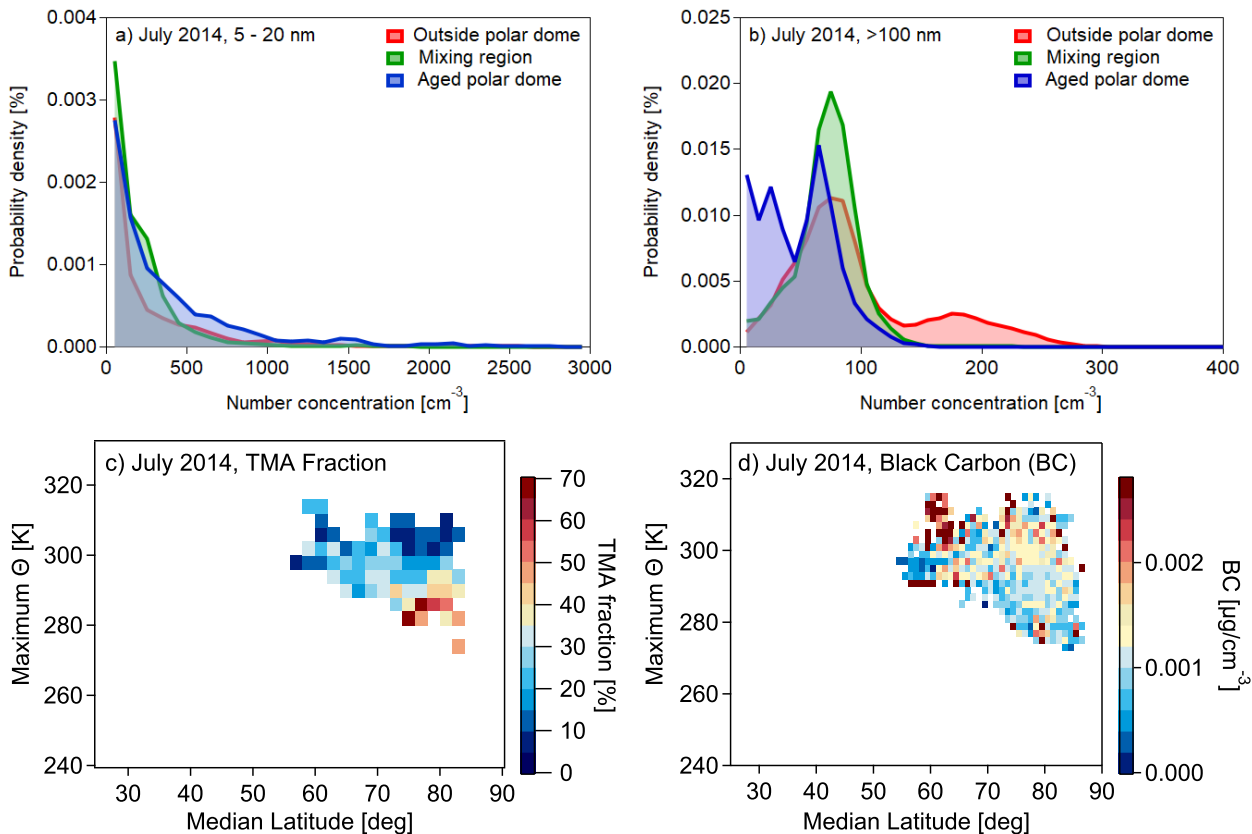 a) July 2014, 5 - 20 nm
Outside polar dome
Mixing region
Aged polar dome
Probability density [%]
0.004
0.003
0.002
0.001
0.000
0 500 1000 1500 2000 2500 3000
Number concentration [cm-3]
b) July 2014, >100 nm
Outside polar dome
Mixing region
Aged polar dome
Probability density [%]
0.025
0.020
0.015
0.010
0.005
0.000
0 100 200 300 400
Number concentration [cm-3]
c) July 2014, TMA Fraction
Maximum Θ [K]
320
300
280
260
240
30 40 50 60 70 80 90
Median Latitude [deg]
70
60
50
40
30
20
10
0
TMA fraction [%]
d) July 2014, Black Carbon (BC)
Maximum Θ [K]
320
300
280
260
240
30 40 50 60 70 80 90
Median Latitude [deg]
0.002
0.001
0.000
BC [µg/cm-3]